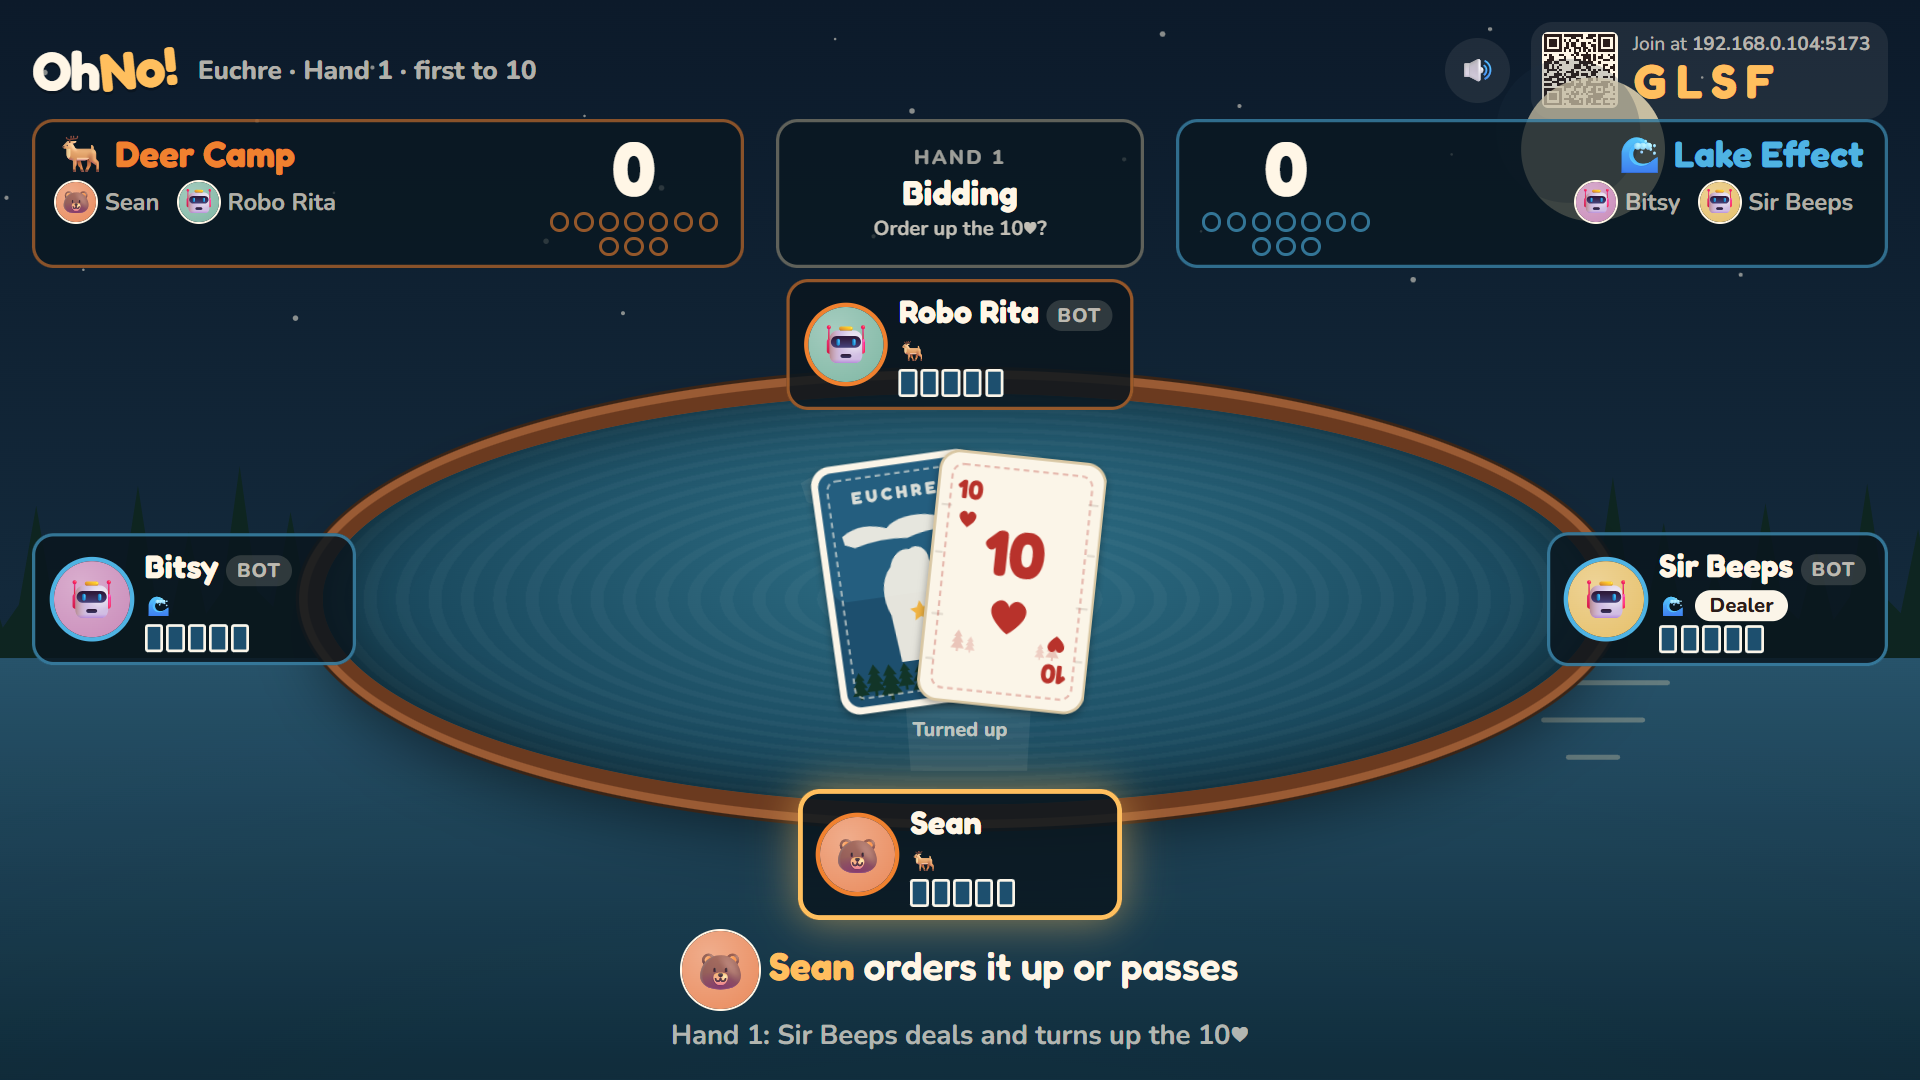 OhNo! Euchre · Hand 1 · first to 10
Join at 192.168.0.104:5173
GLSF
Deer Camp
Sean Robo Rita
0
HAND 1
Bidding
Order up the 10♥?
0
Lake Effect
Bitsy Sir Beeps
Robo Rita BOT
EUCHRE
10
10
10
Turned up
Bitsy BOT
Sir Beeps BOT
Dealer
Sean
Sean orders it up or passes
Hand 1: Sir Beeps deals and turns up the 10♥